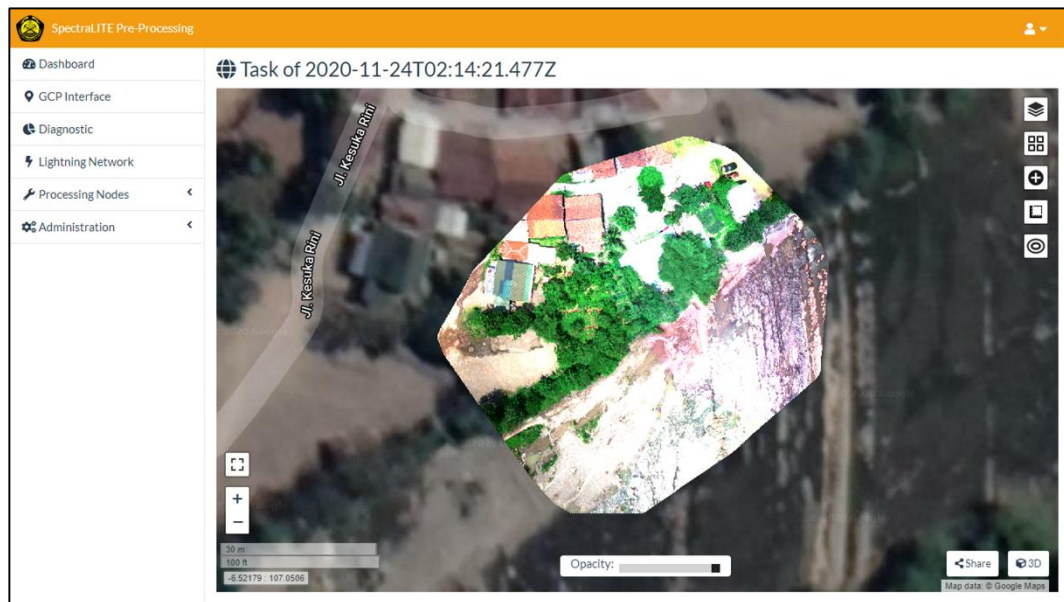 SpectraLITE Pre-Processing
Dashboard
GCP Interface
Diagnostic
Lightning Network
Processing Nodes
Administration
Task of 2020-11-24T02:14:21.477Z
Jl. Kesuka Rini
Jl. Kesuka Rini
30 m
100 ft
-6.52179 : 107.0506
Opacity:
Share
3D
Map data: © Google Maps